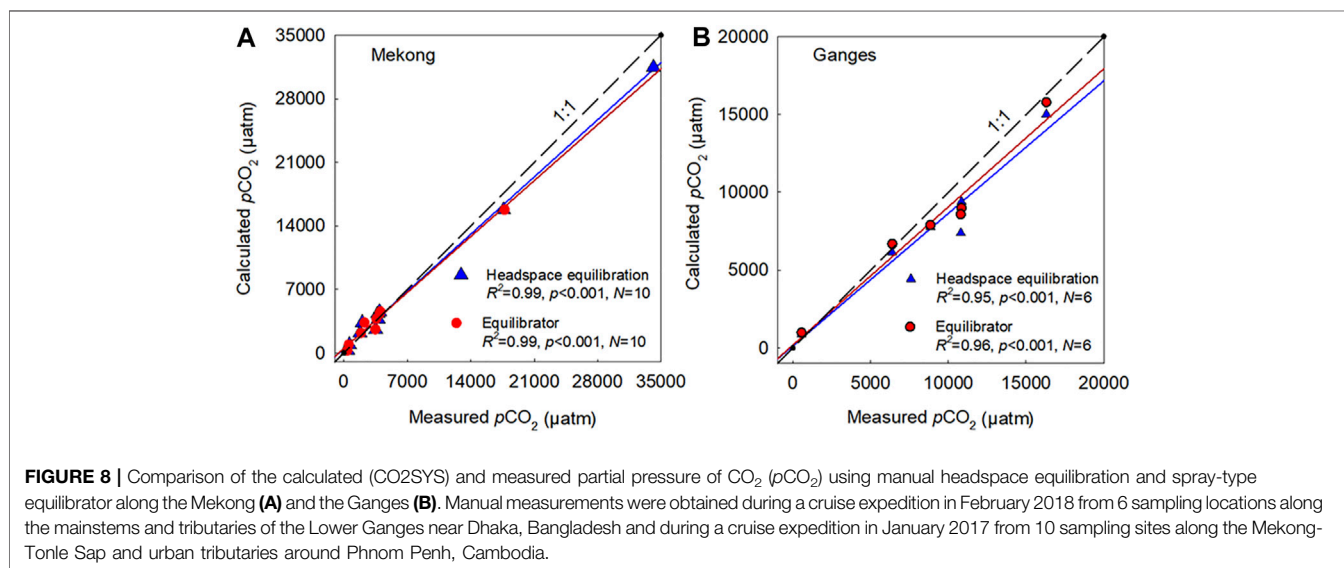 A
Mekong
35000
28000
21000
14000
7000
0
Calculated pCO₂ (µatm)
1:1
Headspace equilibration
R²=0.99, p<0.001, N=10
Equilibrator
R²=0.99, p<0.001, N=10
0 7000 14000 21000 28000 35000
Measured pCO₂ (µatm)
B
Ganges
20000
15000
10000
5000
0
Calculated pCO₂ (µatm)
1:1
Headspace equilibration
R²=0.95, p<0.001, N=6
Equilibrator
R²=0.96, p<0.001, N=6
0 5000 10000 15000 20000
Measured pCO₂ (µatm)
FIGURE 8 | Comparison of the calculated (CO2SYS) and measured partial pressure of CO₂ (pCO₂) using manual headspace equilibration and spray-type
equilibrator along the Mekong (A) and the Ganges (B). Manual measurements were obtained during a cruise expedition in February 2018 from 6 sampling locations along
the mainstems and tributaries of the Lower Ganges near Dhaka, Bangladesh and during a cruise expedition in January 2017 from 10 sampling sites along the Mekong-
Tonle Sap and urban tributaries around Phnom Penh, Cambodia.